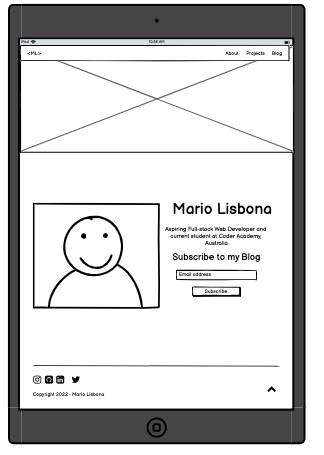 iPad 10:46 AM
<ML> About Projects Blog
Mario Lisbona
Aspiring Full-stack Web Developer and
current student at Coder Academy,
Australia
Subscribe to my Blog
Email address
Subscribe
Copyright 2022 - Mario Lisbona